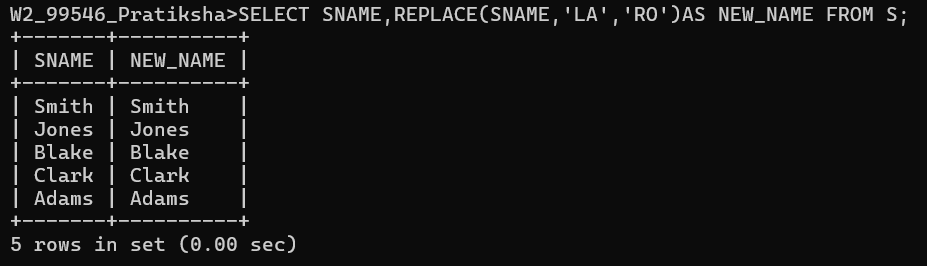 W2_99546_Pratiksha>SELECT SNAME,REPLACE(SNAME,'LA','RO')AS NEW_NAME FROM S;
+-------+----------+
| SNAME | NEW_NAME |
+-------+----------+
| Smith | Smith    |
| Jones | Jones    |
| Blake | Blake    |
| Clark | Clark    |
| Adams | Adams    |
+-------+----------+
5 rows in set (0.00 sec)